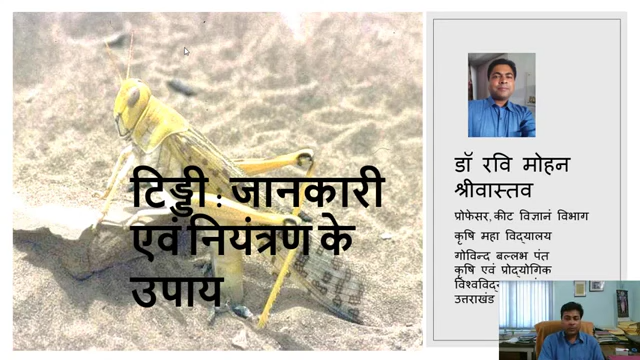 टिड्डी : जानकारी
एवं नियंत्रण के
उपाय
डॉ रवि मोहन
श्रीवास्तव
प्रोफेसर, कीट विज्ञानं विभाग
कृषि महा विद्यालय
गोविन्द बल्लभ पंत
कृषि एवं प्रोद्योगिक
उत्तराखंड